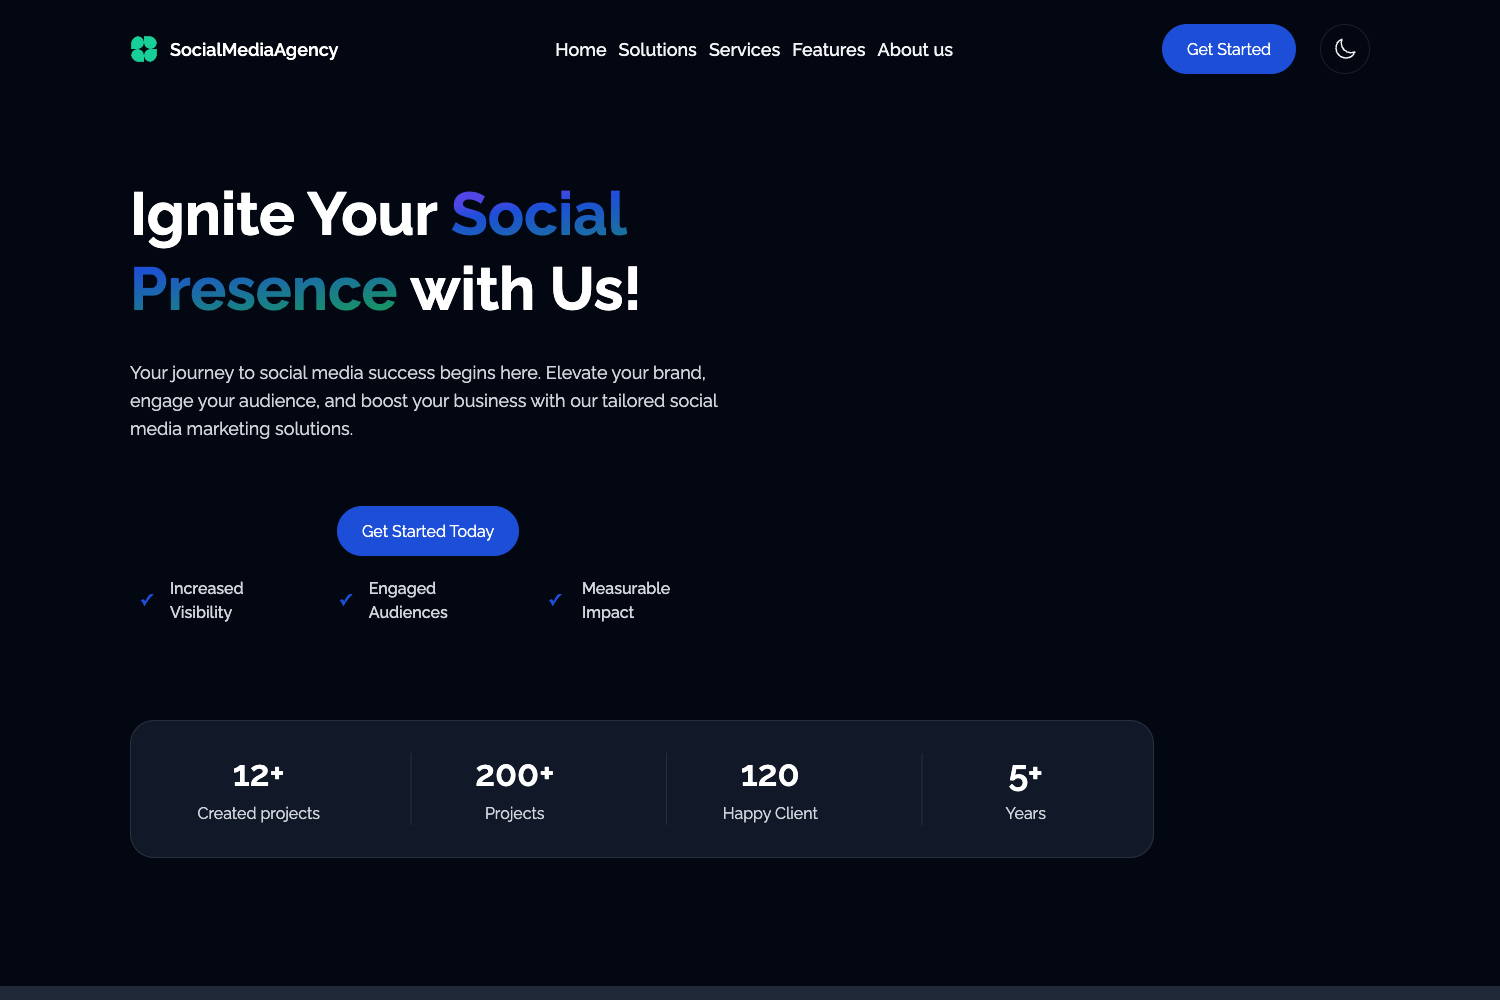 SocialMediaAgency
Home Solutions Services Features About us
Get Started
Ignite Your Social
Presence with Us!
Your journey to social media success begins here. Elevate your brand,
engage your audience, and boost your business with our tailored social
media marketing solutions.
Get Started Today
✓ Increased
Visibility
✓ Engaged
Audiences
✓ Measurable
Impact
12+
Created projects
200+
Projects
120
Happy Client
5+
Years